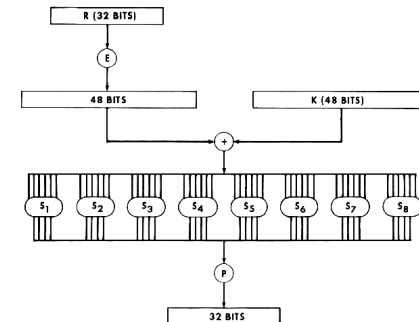 R (32 BITS)
E
48 BITS
K (48 BITS)
+
S1 S2 S3 S4 S5 S6 S7 S8
P
32 BITS